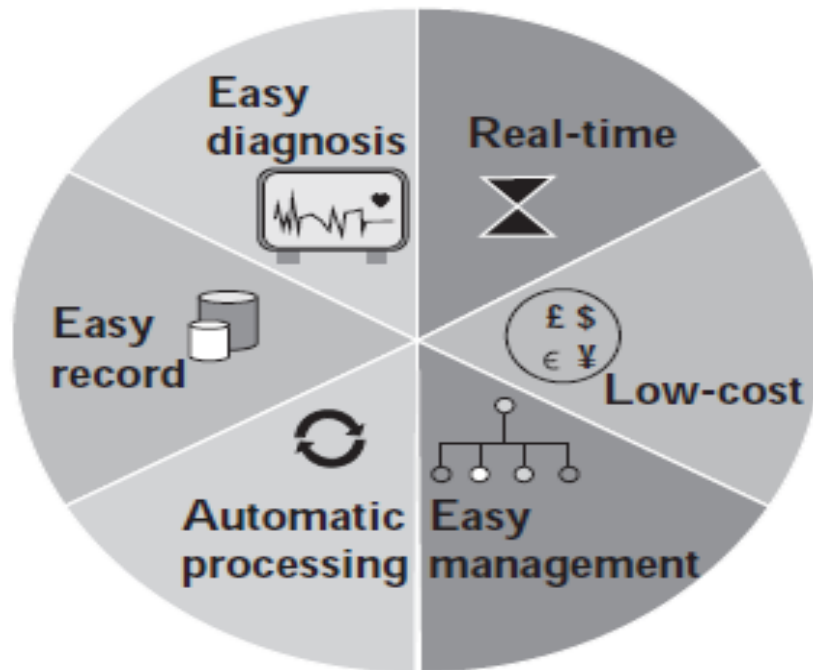 Easy
diagnosis
Real-time
Easy
record
£ $
€ ¥
Low-cost
Automatic
processing
Easy
management